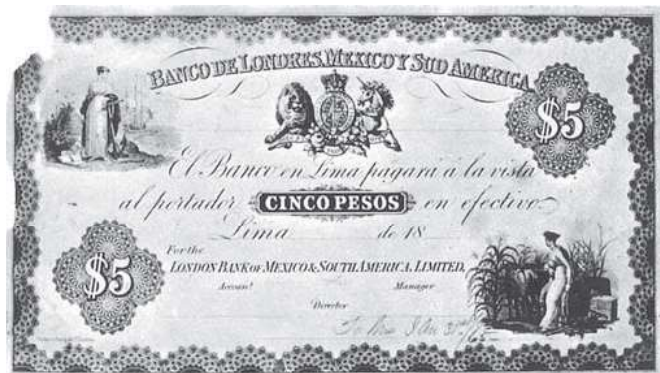 BANCO DE LONDRES, MEXICO Y SUD AMERICA
$5
El Banco en Lima pagará á la vista
al portador CINCO PESOS en efectivo
Lima de 18
For the
LONDON BANK OF MEXICO & SOUTH AMERICA, LIMITED,
Account Manager
$5
Director